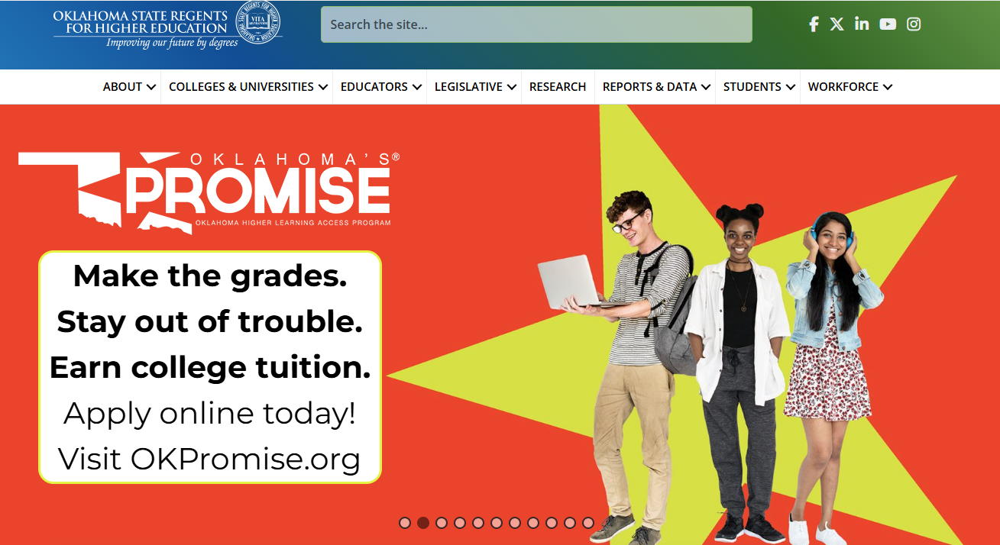 OKLAHOMA STATE REGENTS
FOR HIGHER EDUCATION
Improving our future by degrees
VITA
Search the site...
ABOUT
COLLEGES & UNIVERSITIES
EDUCATORS
LEGISLATIVE
RESEARCH
REPORTS & DATA
STUDENTS
WORKFORCE
OKLAHOMA'S®
PROMISE
OKLAHOMA HIGHER LEARNING ACCESS PROGRAM
Make the grades.
Stay out of trouble.
Earn college tuition.
Apply online today!
Visit OKPromise.org